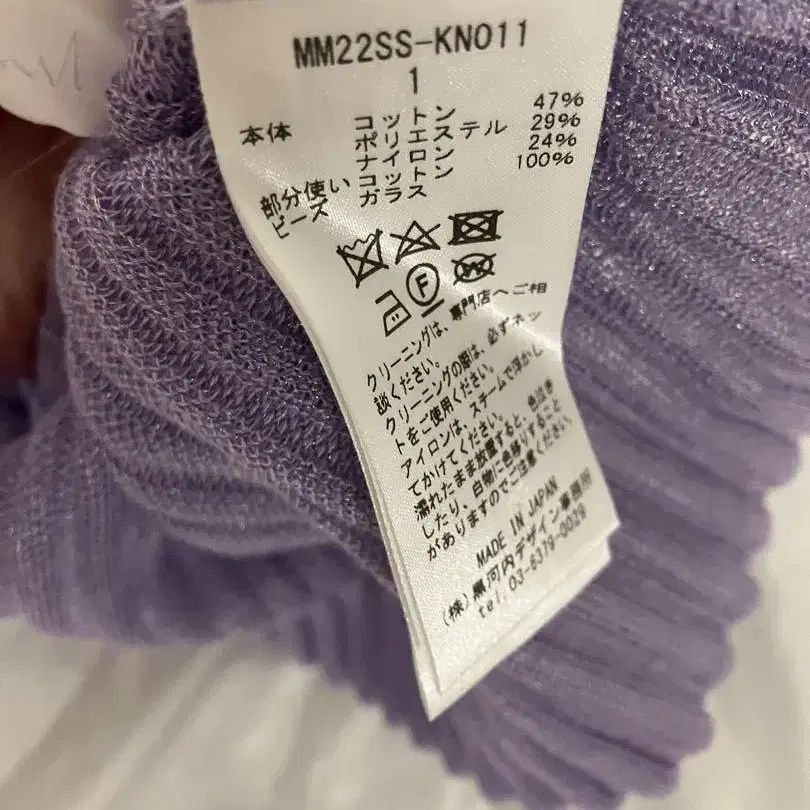 MM22SS-KN011
1
本体 コットン 47%
ポリエステル 29%
ナイロン 24%
部分使い コットン 100%
ビーズ ガラス
F
W
クリーニングは、専門店へご相
談ください。
クリーニングの際は、必ずネッ
トをご使用ください。
アイロンは、スチームで浮かし
てかけてください。
濡れたまま放置すると、色泣き
したり、白物に色移りすること
がありますのでご注意ください。
MADE IN JAPAN
(株)黒河内デザイン事務所
tel. 03-6379-0029